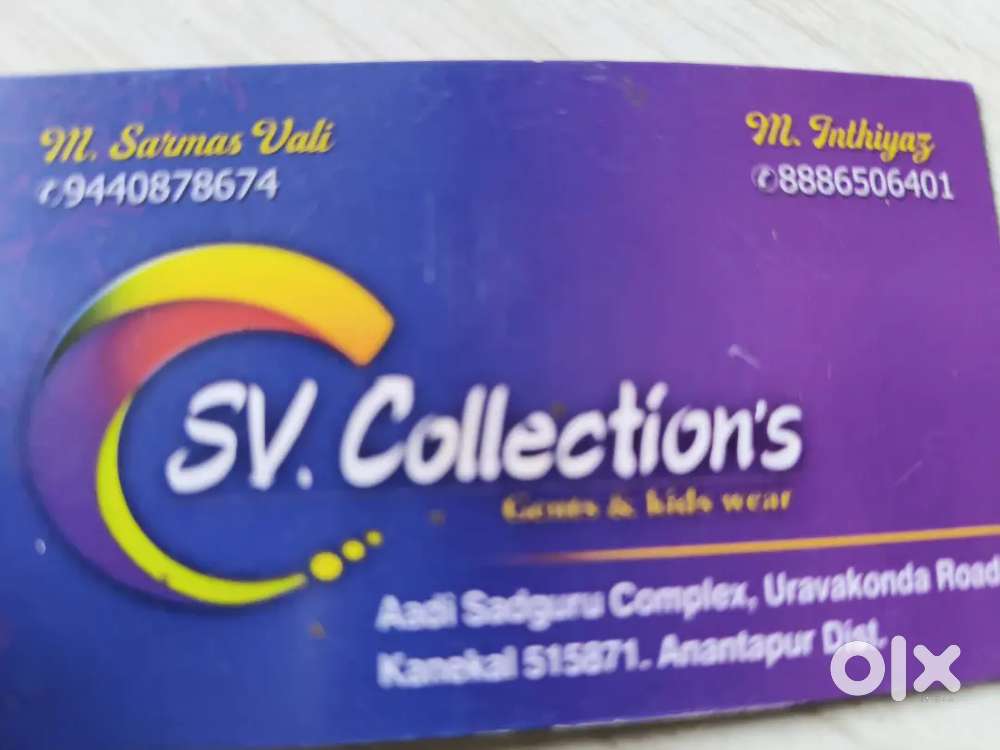 M. Sarmas Vali
✆9440878674
M. Inthiyaz
✆8886506401
SV. Collection's
Gents & kids wear
Aadi Sadguru Complex, Uravakonda Road
Kanekal 515871. Anantapur Dist.
olx